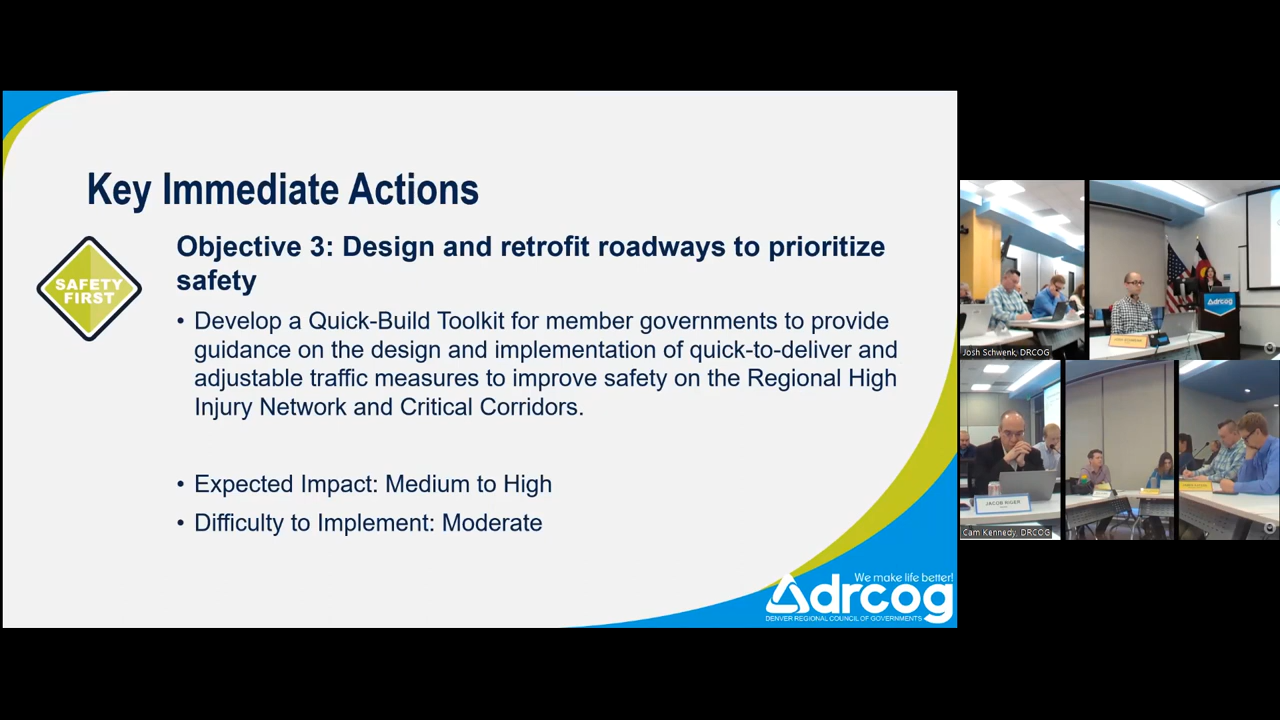 Key Immediate Actions
SAFETY
FIRST
Objective 3: Design and retrofit roadways to prioritize
safety
• Develop a Quick-Build Toolkit for member governments to provide
guidance on the design and implementation of quick-to-deliver and
adjustable traffic measures to improve safety on the Regional High
Injury Network and Critical Corridors.
• Expected Impact: Medium to High
• Difficulty to Implement: Moderate
We make life better!
drcog
DENVER REGIONAL COUNCIL OF GOVERNMENTS
drcog
Josh Schwenk, DRCOG
JACOB RIGER
Cam Kennedy, DRCOG